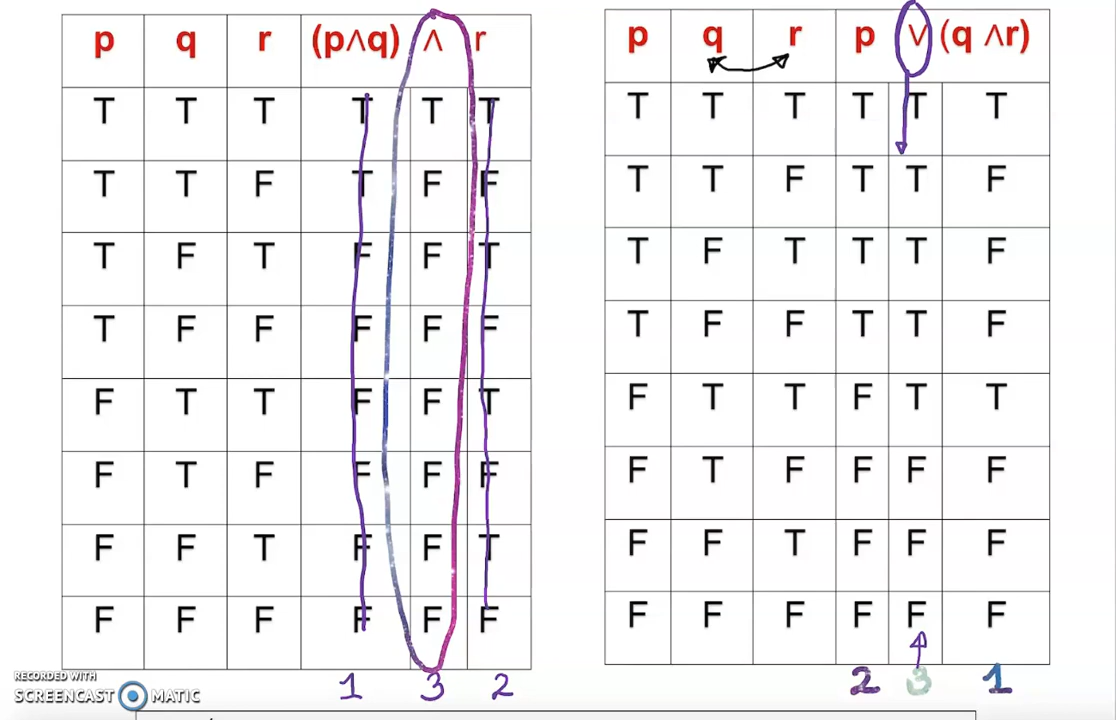 p q r (p∧q) ∧ r
T T T T T T
T T F T F F
T F T F F T
T F F F F F
F T T F F T
F T F F F F
F F T F F T
F F F F F F
1 3 2
p q r p ∨ (q ∧r)
T T T T T T
T T F T T F
T F T T T F
T F F T T F
F T T F T T
F T F F F F
F F T F F F
F F F F F F
2 3 1
RECORDED WITH
SCREENCAST MATIC